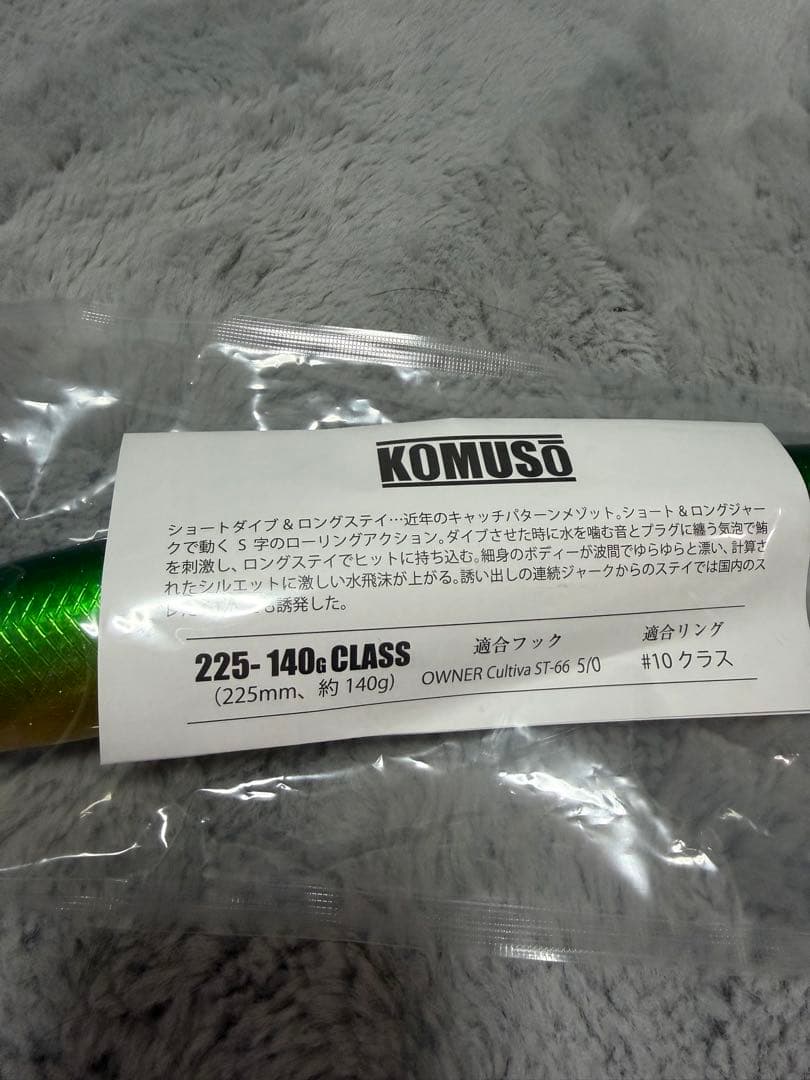 KOMUSō
ショートダイブ&ロングステイ…近年のキャッチパターンメゾット。ショート&ロングジャー
クで動く S 字のローリングアクション。ダイブさせた時に水を噛む音とプラグに纏う気泡で鮪
を刺激し、ロングステイでヒットに持ち込む。細身のボディーが波間でゆらゆらと漂い、計算さ
れたシルエットに激しい水飛沫が上がる。誘い出しの連続ジャークからのステイでは国内のス
レた も誘発した。
225- 140G CLASS
(225mm、約 140g)
適合フック
OWNER Cultiva ST-66 5/0
適合リング
#10 クラス